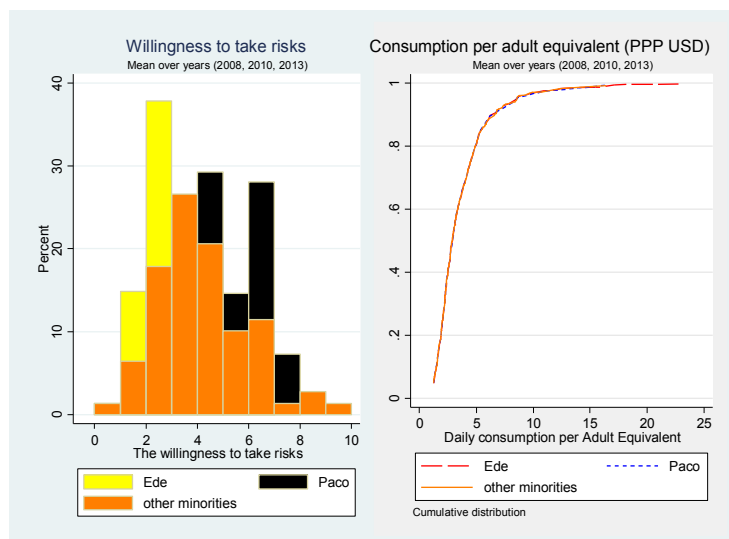 Willingness to take risks
Mean over years (2008, 2010, 2013)
Percent
40
30
20
10
0
0 2 4 6 8 10
The willingness to take risks
Ede Paco
other minorities
Consumption per adult equivalent (PPP USD)
Mean over years (2008, 2010, 2013)
1
.8
.6
.4
.2
0
0 5 10 15 20 25
Daily consumption per Adult Equivalent
Ede Paco
other minorities
Cumulative distribution